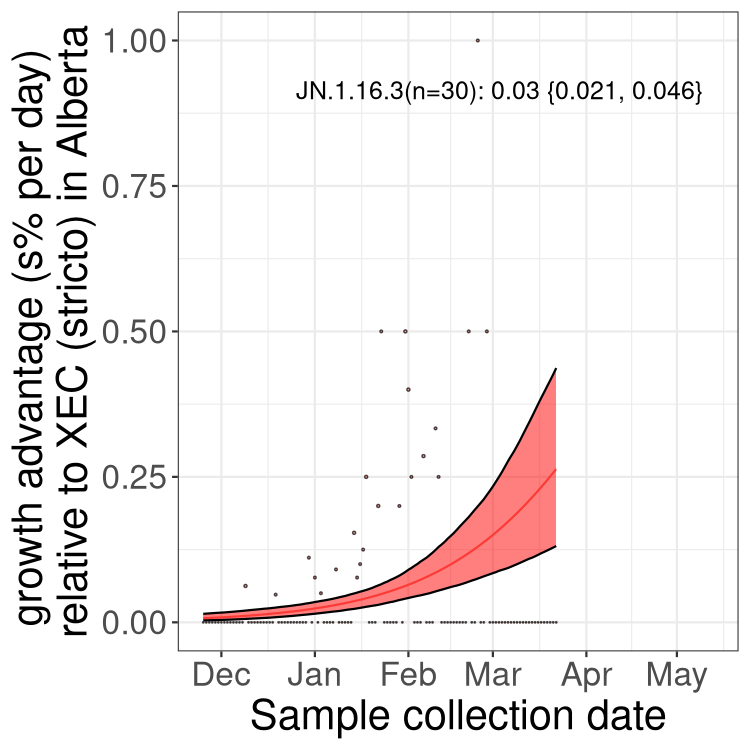 growth advantage (s% per day)
relative to XEC (stricto) in Alberta
1.00
0.75
0.50
0.25
0.00
JN.1.16.3(n=30): 0.03 {0.021, 0.046}
Dec Jan Feb Mar Apr May
Sample collection date